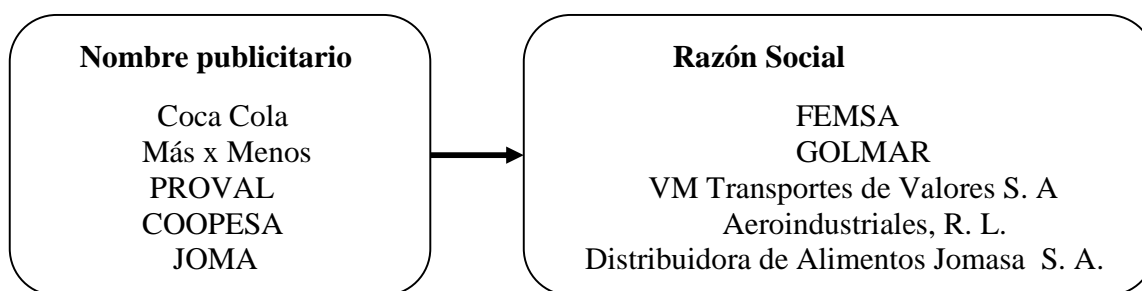 Nombre publicitario
Coca Cola
Más x Menos
PROVAL
COOPESA
JOMA
Razón Social
FEMSA
GOLMAR
VM Transportes de Valores S. A
Aeroindustriales, R. L.
Distribuidora de Alimentos Jomasa S. A.